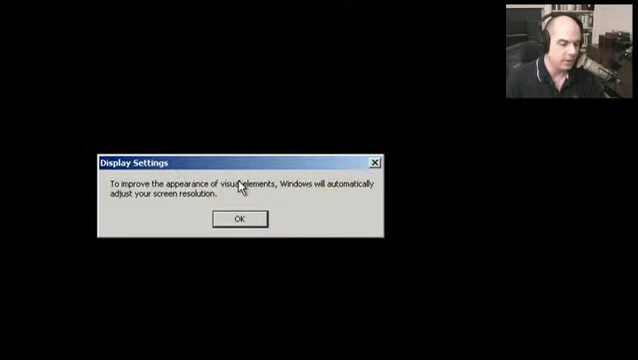 Display Settings
To improve the appearance of visual elements, Windows will automatically
adjust your screen resolution.
OK